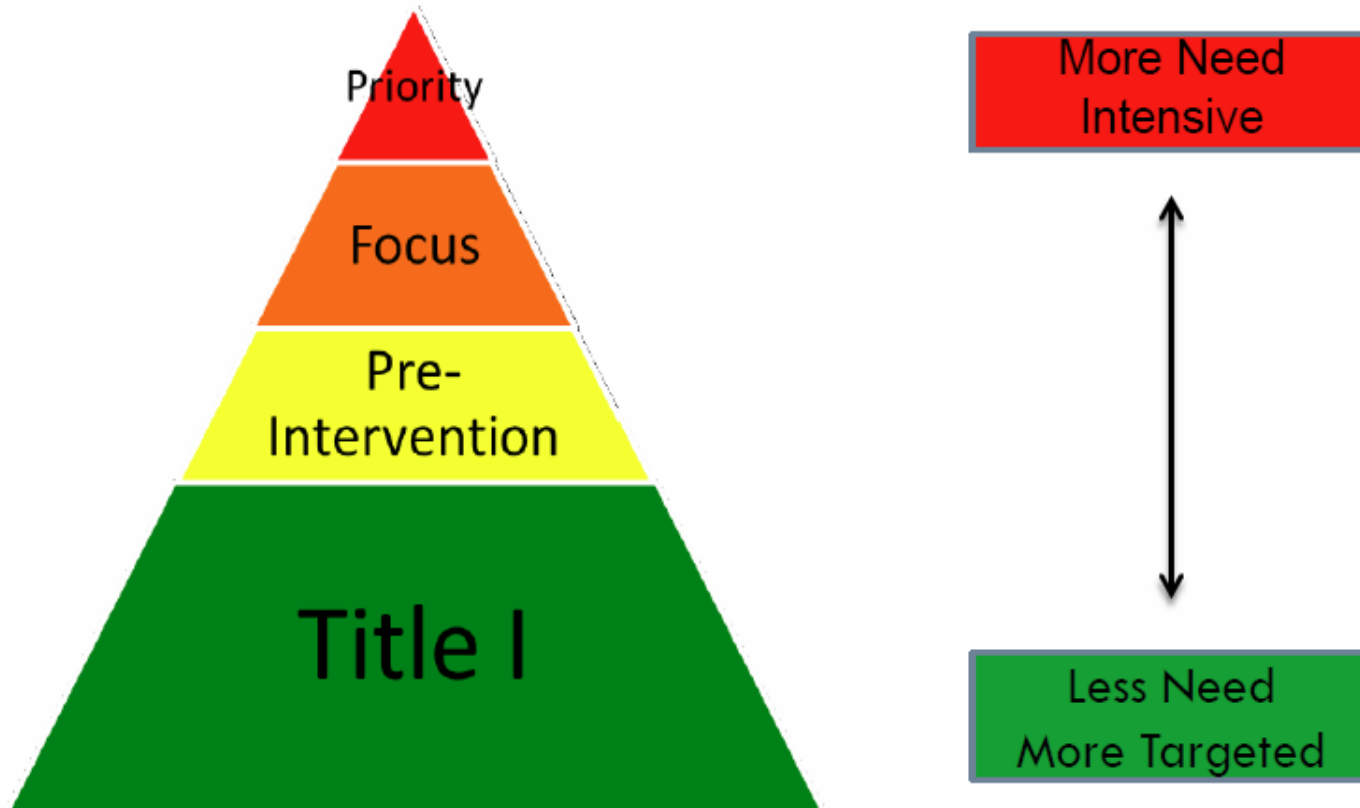 Priority
Focus
Pre-
Intervention
Title I
More Need
Intensive
Less Need
More Targeted